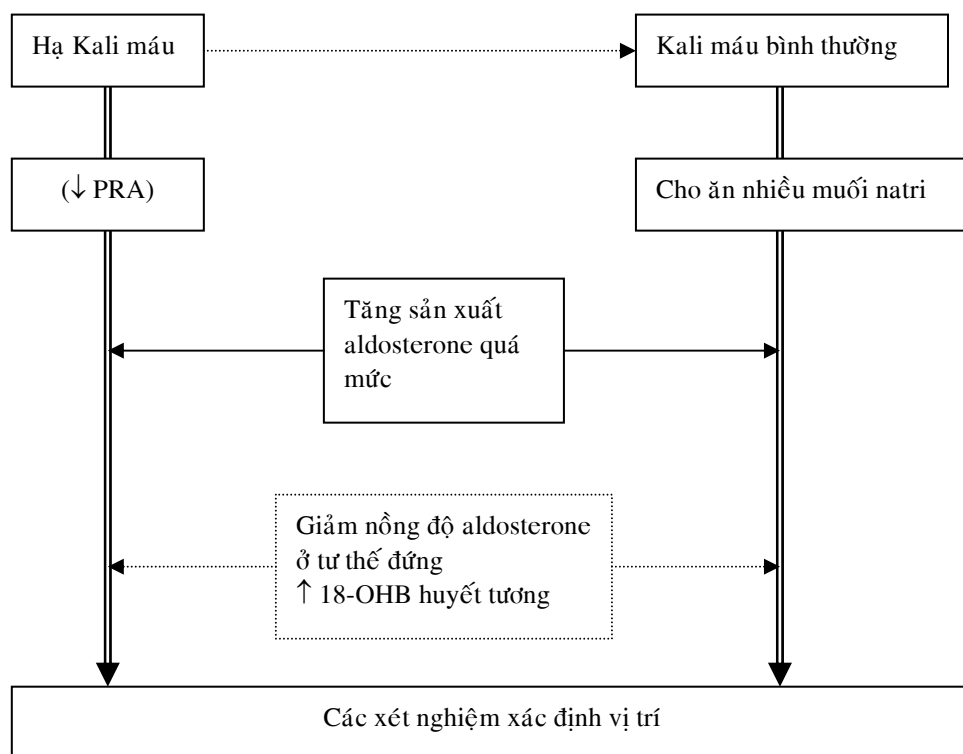 Hạ Kali máu
Kali máu bình thường
(↓ PRA)
Cho ăn nhiều muối natri
Tăng sản xuất
aldosterone quá
mức
Giảm nồng độ aldosterone
ở tư thế đứng
↑ 18-OHB huyết tương
Các xét nghiệm xác định vị trí